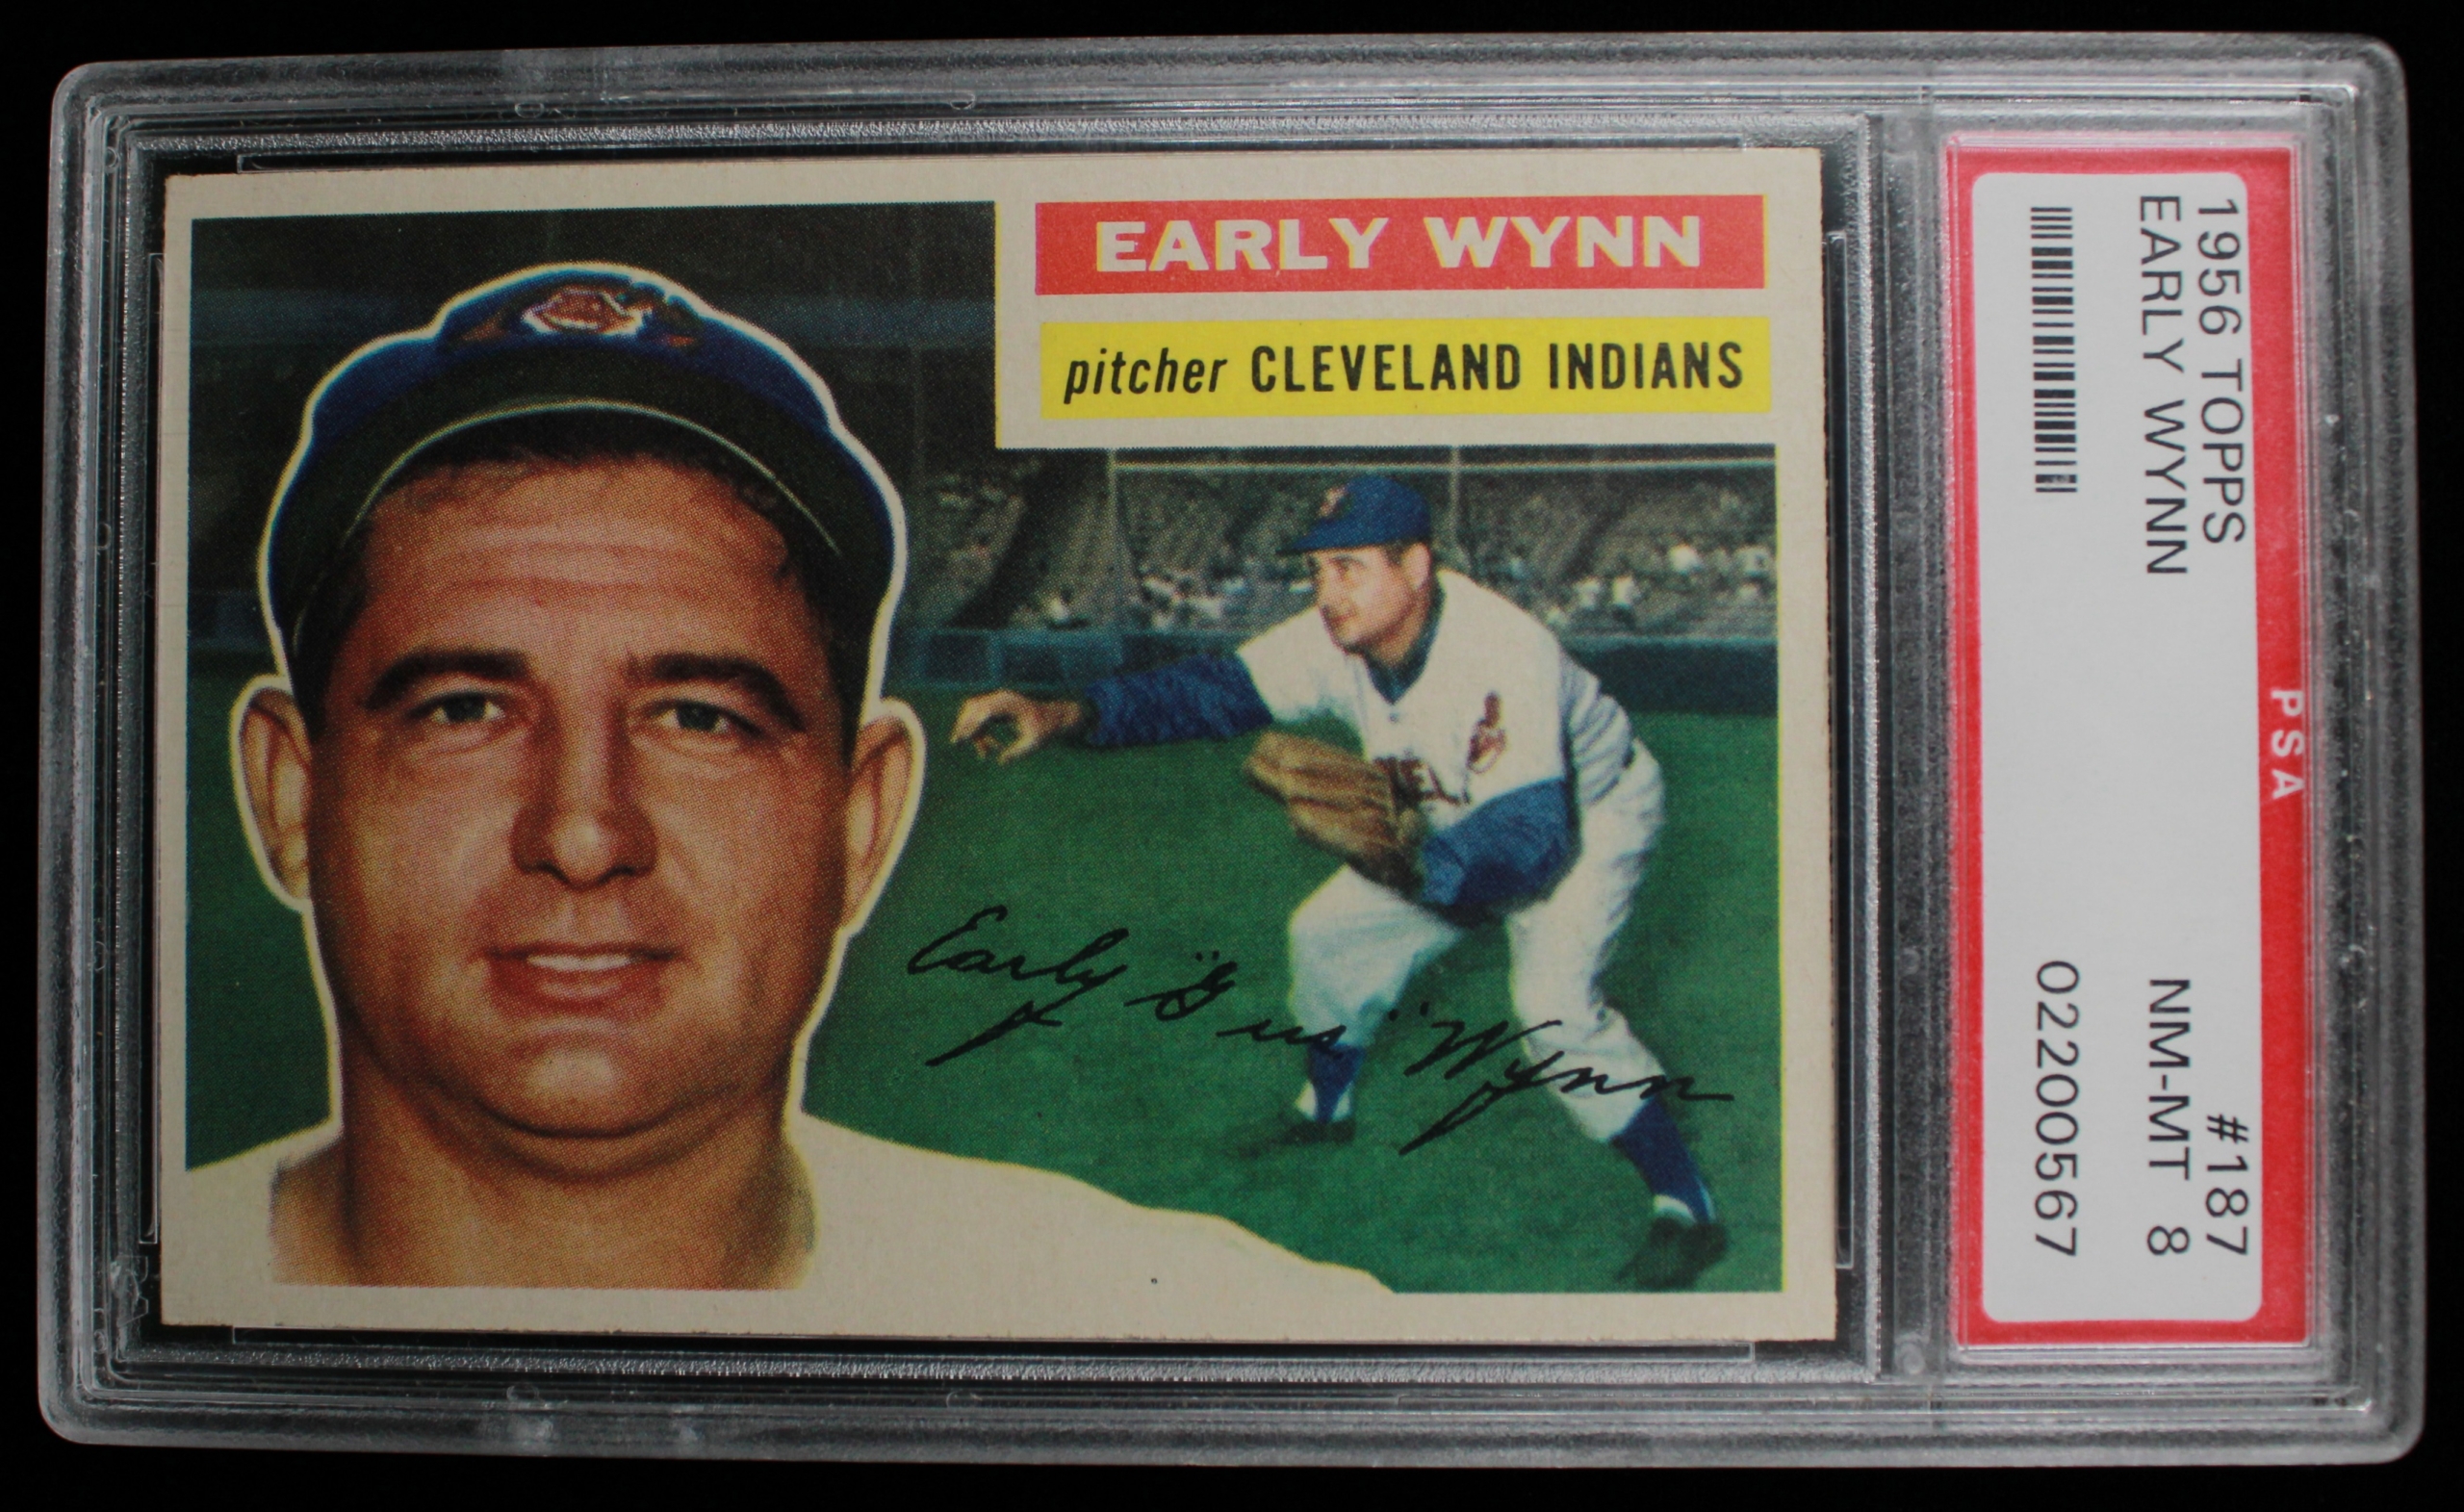 EARLY WYNN
pitcher CLEVELAND INDIANS
Early "Gus" Wynn
PSA
1956 TOPPS #187
EARLY WYNN NM-MT 8
02200567